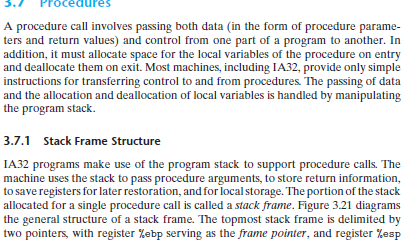 3.7 Procedures
A procedure call involves passing both data (in the form of procedure parame-
ters and return values) and control from one part of a program to another. In
addition, it must allocate space for the local variables of the procedure on entry
and deallocate them on exit. Most machines, including IA32, provide only simple
instructions for transferring control to and from procedures. The passing of data
and the allocation and deallocation of local variables is handled by manipulating
the program stack.
3.7.1 Stack Frame Structure
IA32 programs make use of the program stack to support procedure calls. The
machine uses the stack to pass procedure arguments, to store return information,
to save registers for later restoration, and for local storage. The portion of the stack
allocated for a single procedure call is called a stack frame. Figure 3.21 diagrams
the general structure of a stack frame. The topmost stack frame is delimited by
two pointers, with register %ebp serving as the frame pointer, and register %esp